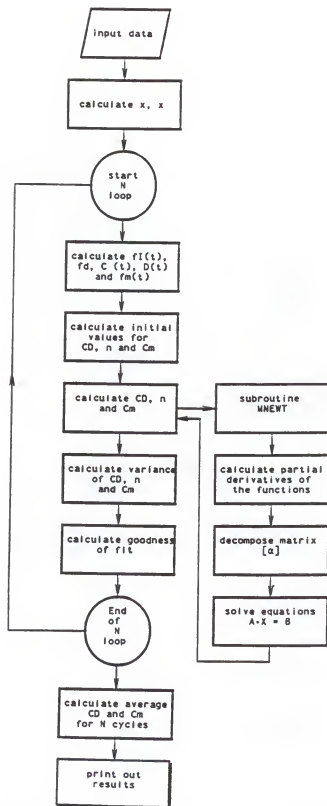 input data
calculate x, x
start
N
loop
calculate fI(t),
fd, C (t), D(t)
and fm(t)
calculate initial
values for
CD, n and Cm
calculate CD, n
and Cm
subroutine
MNEWT
calculate variance
of CD, n
and Cm
calculate partial
derivatives of
the functions
calculate goodness
of fit
decompose matrix
[α]
End
of
N
loop
solve equations
A·X = B
calculate average
CD and Cm
for N cycles
print out
results